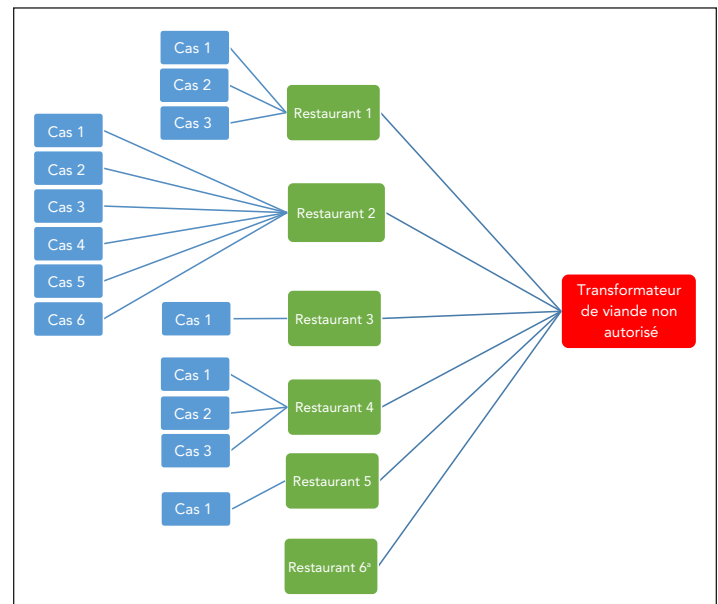 Cas 1
Cas 2
Cas 3
Restaurant 1
Cas 1
Cas 2
Cas 3
Cas 4
Cas 5
Cas 6
Restaurant 2
Cas 1
Restaurant 3
Cas 1
Cas 2
Cas 3
Restaurant 4
Cas 1
Restaurant 5
Restaurant 6ª
Transformateur
de viande non
autorisé